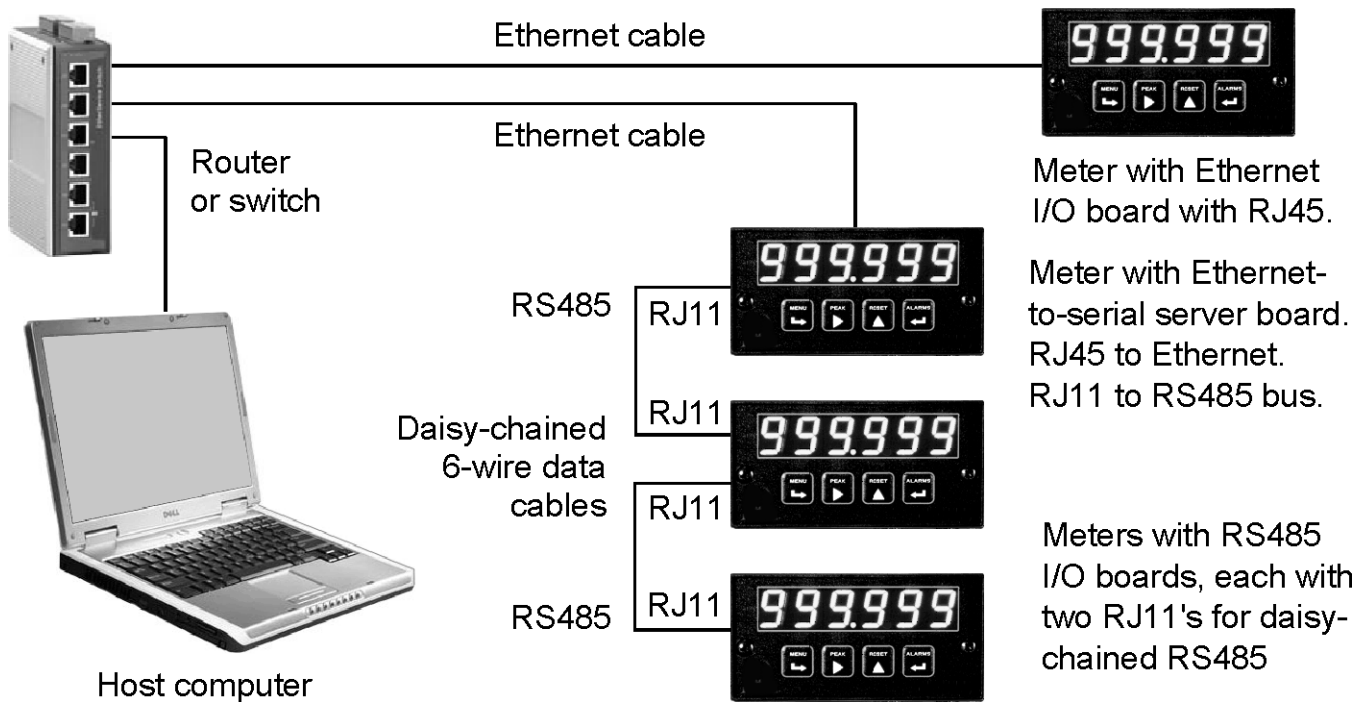 Ethernet cable
999.999
MENU PEAK RESET ALARMS
Ethernet cable
Router
or switch
Meter with Ethernet
I/O board with RJ45.
999.999
MENU PEAK RESET ALARMS
RS485
RJ11
Meter with Ethernet-
to-serial server board.
RJ45 to Ethernet.
RJ11 to RS485 bus.
RJ11
Daisy-chained
6-wire data
cables
999.999
MENU PEAK RESET ALARMS
RJ11
Meters with RS485
I/O boards, each with
two RJ11's for daisy-
chained RS485
RJ11
RS485
999.999
MENU PEAK RESET ALARMS
DELL
Host computer